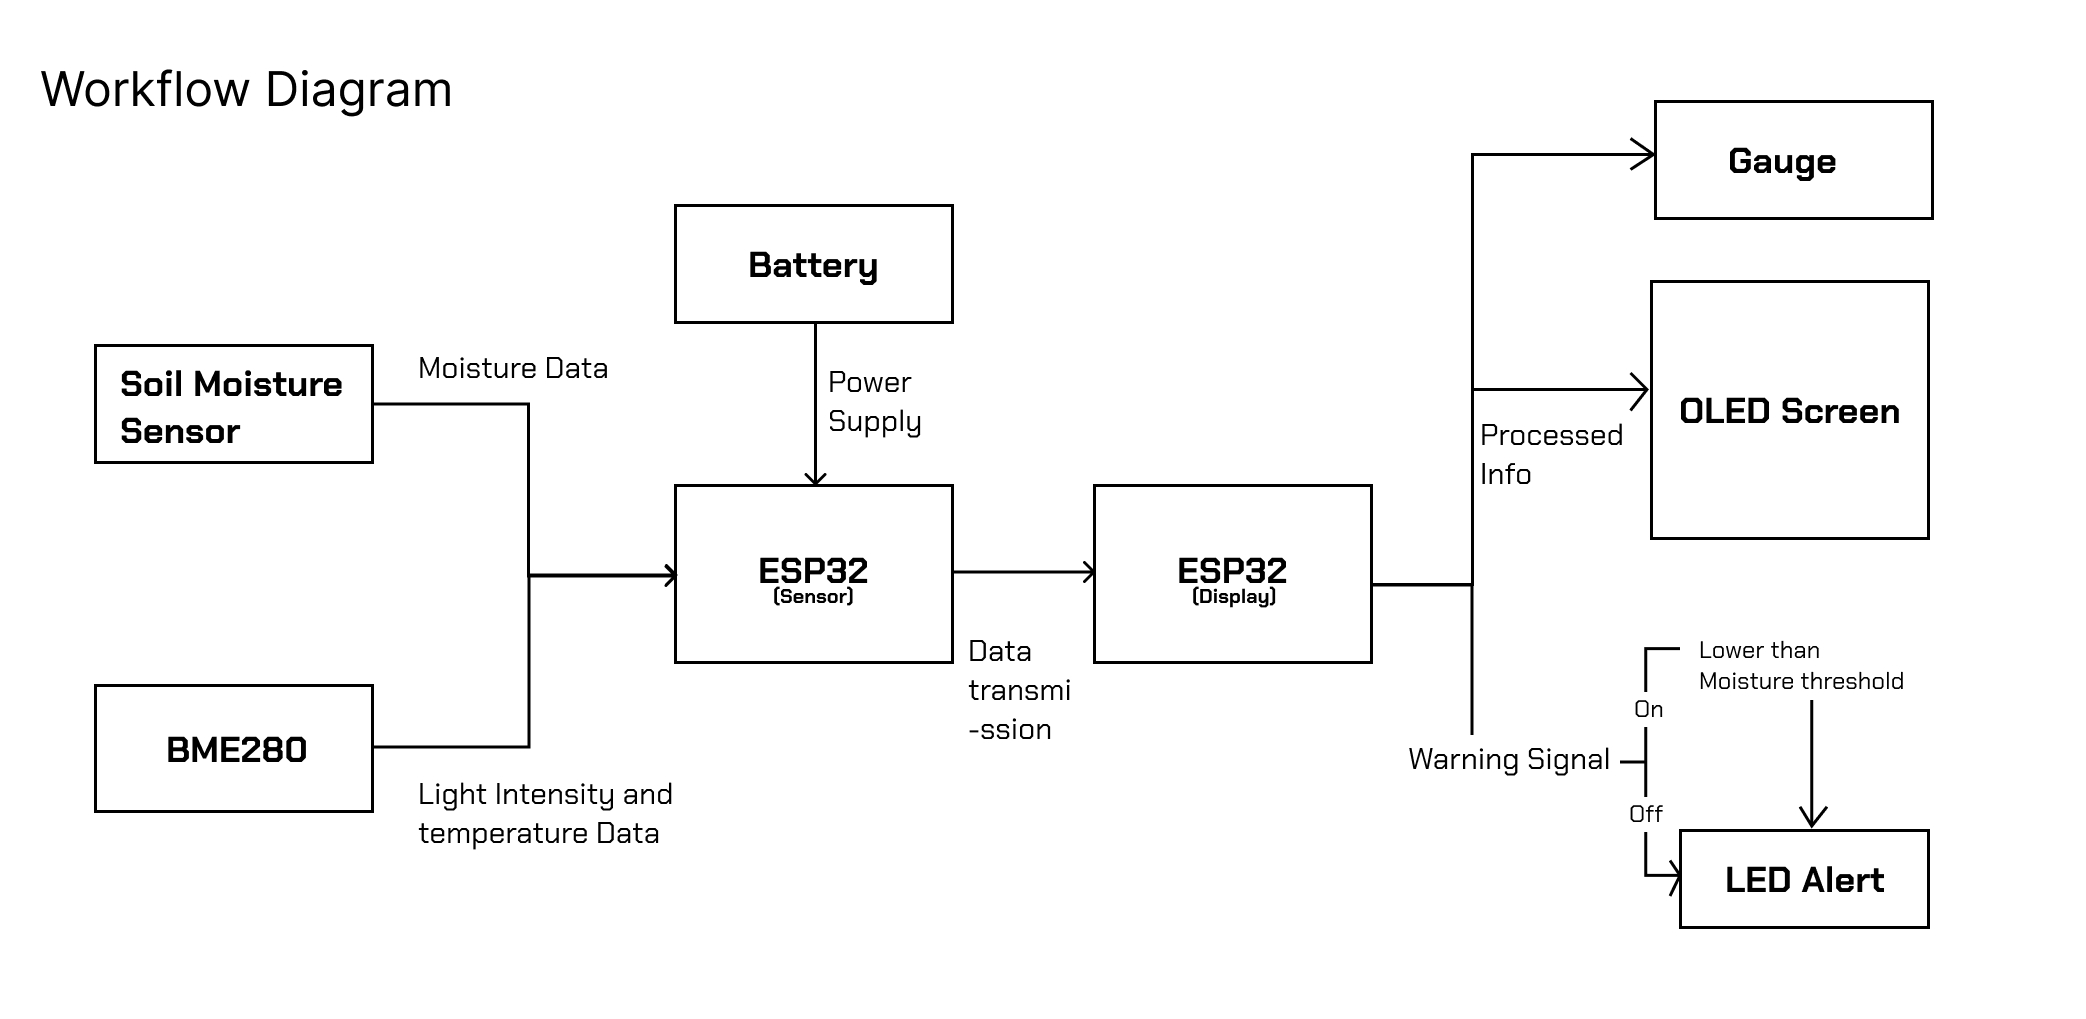 Workflow Diagram
Gauge
Battery
Soil Moisture
Sensor
Moisture Data
Power
Supply
OLED Screen
Processed
Info
ESP32
(Sensor)
ESP32
(Display)
Data
transmi
-ssion
BME280
Light Intensity and
temperature Data
Lower than
Moisture threshold
On
Warning Signal
Off
LED Alert